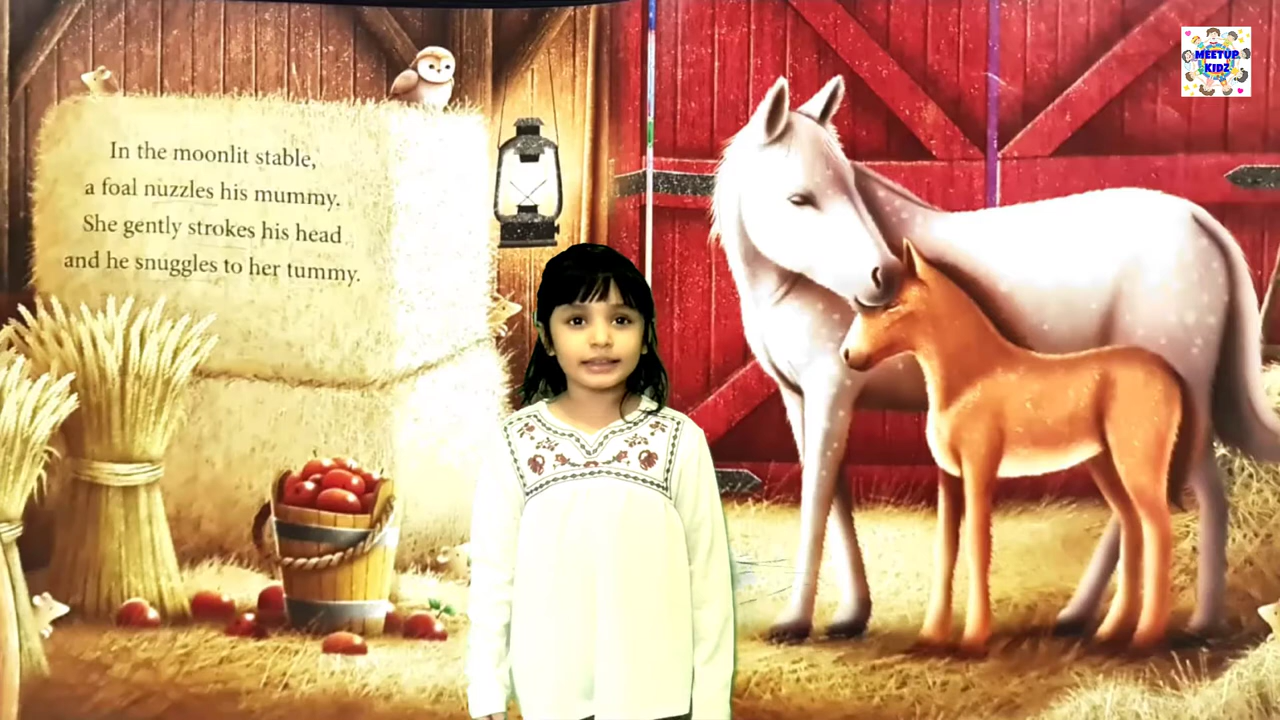 In the moonlit stable,
a foal nuzzles his mummy.
She gently strokes his head
and he snuggles to her tummy.
MEETUP
KIDZ